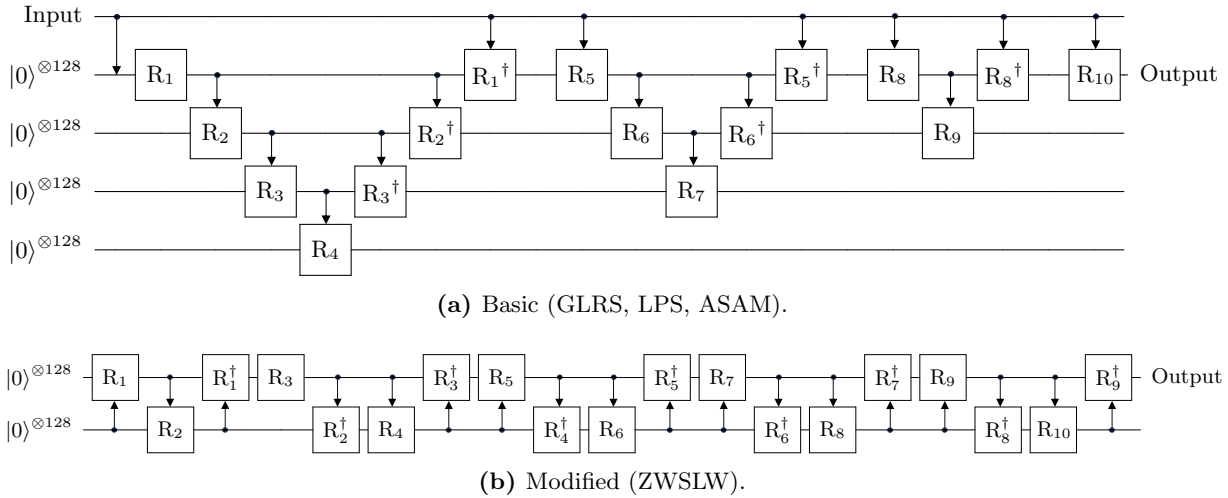 Input
|0⟩⊗128 R1 R1† R5 R5† R8 R8† R10 Output
|0⟩⊗128 R2 R2† R6 R6† R9
|0⟩⊗128 R3 R3† R7
|0⟩⊗128 R4
(a) Basic (GLRS, LPS, ASAM).
|0⟩⊗128 R1 R1† R3 R3† R5 R5† R7 R7† R9 R9† Output
|0⟩⊗128 R2 R2† R4 R4† R6 R6† R8 R8† R10
(b) Modified (ZWSLW).